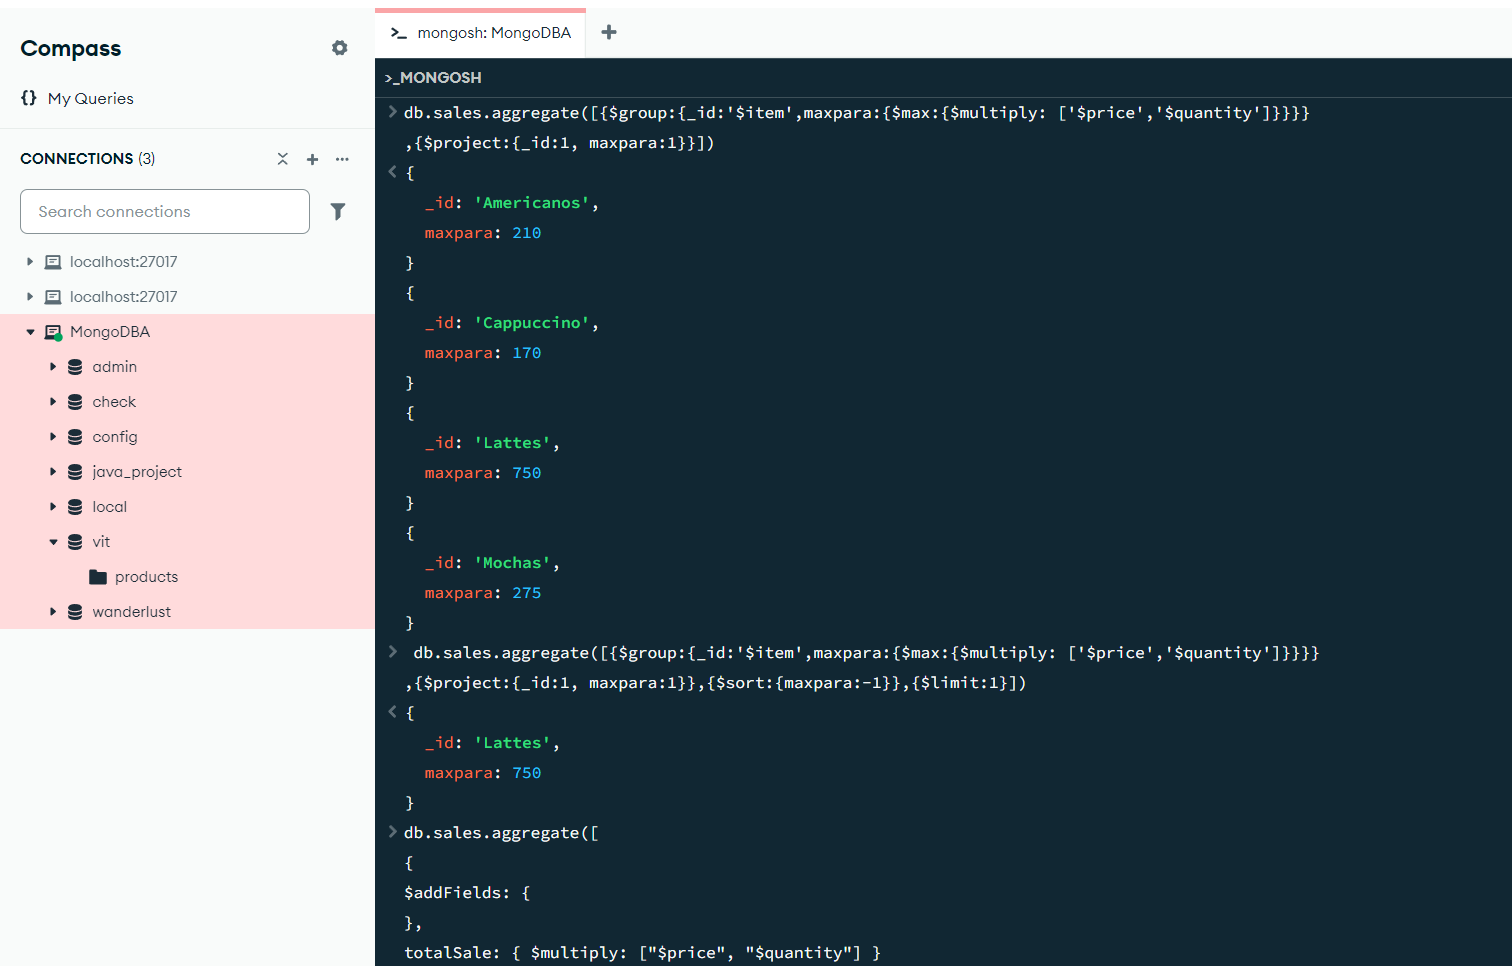 Compass
My Queries
CONNECTIONS (3)
Search connections
localhost:27017
localhost:27017
MongoDBA
admin
check
config
java_project
local
vit
products
wanderlust
mongosh: MongoDBA
>_MONGOSH
db.sales.aggregate([{$group:{_id:'$item',maxpara:{$max:{$multiply: ['$price','$quantity']}}}}
,{$project:{_id:1, maxpara:1}}])
{
_id: 'Americanos',
maxpara: 210
}
{
_id: 'Cappuccino',
maxpara: 170
}
{
_id: 'Lattes',
maxpara: 750
}
{
_id: 'Mochas',
maxpara: 275
}
db.sales.aggregate([{$group:{_id:'$item',maxpara:{$max:{$multiply: ['$price','$quantity']}}}}
,{$project:{_id:1, maxpara:1}},{$sort:{maxpara:-1}},{$limit:1}])
{
_id: 'Lattes',
maxpara: 750
}
db.sales.aggregate([
{
$addFields: {
},
totalSale: { $multiply: ["$price", "$quantity"] }